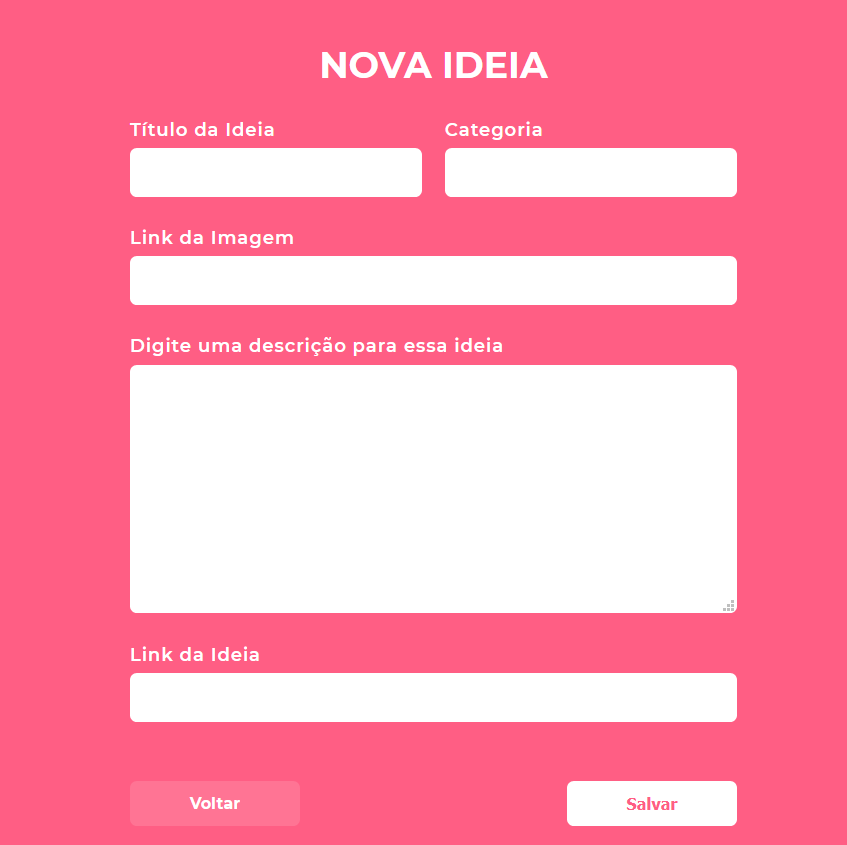 NOVA IDEIA
Título da Ideia
Categoria
Link da Imagem
Digite uma descrição para essa ideia
Link da Ideia
Voltar
Salvar